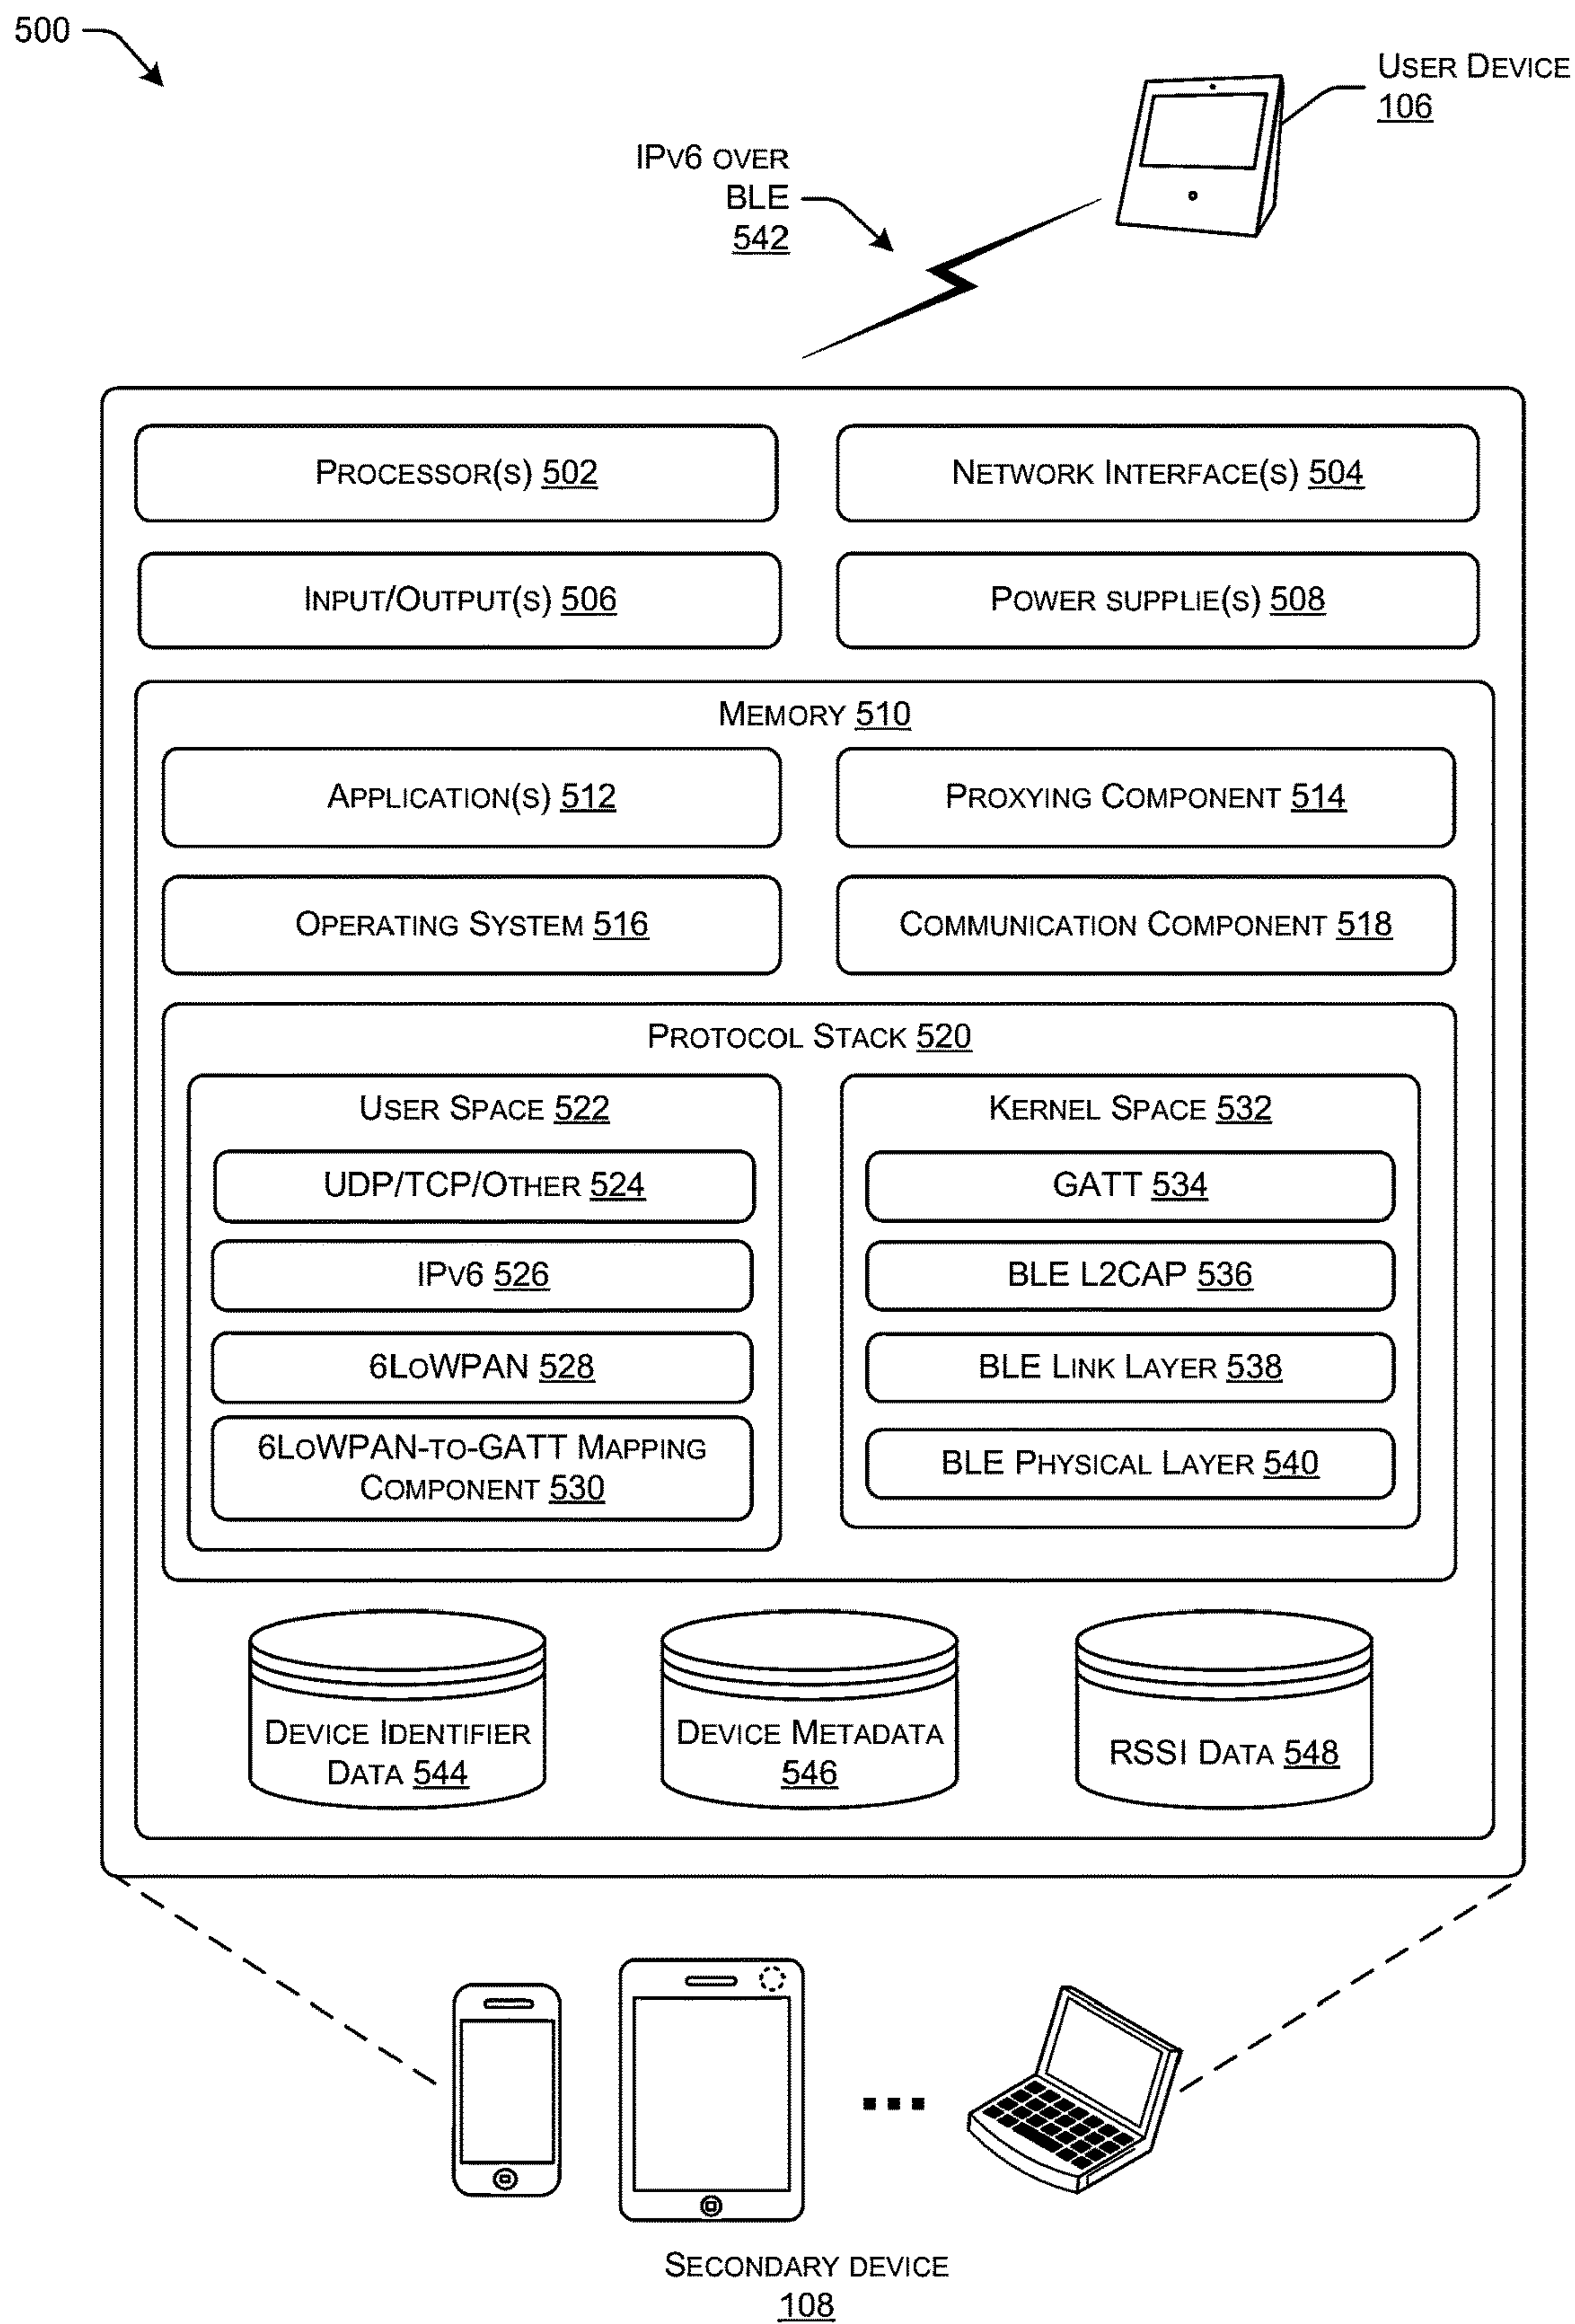 500
USER DEVICE
106
IPV6 OVER
BLE
542
PROCESSOR(S) 502
NETWORK INTERFACE(S) 504
INPUT/OUTPUT(S) 506
POWER SUPPLIE(S) 508
MEMORY 510
APPLICATION(S) 512
PROXYING COMPONENT 514
OPERATING SYSTEM 516
COMMUNICATION COMPONENT 518
PROTOCOL STACK 520
USER SPACE 522
UDP/TCP/OTHER 524
IPV6 526
6LOWPAN 528
6LOWPAN-TO-GATT MAPPING
COMPONENT 530
KERNEL SPACE 532
GATT 534
BLE L2CAP 536
BLE LINK LAYER 538
BLE PHYSICAL LAYER 540
DEVICE IDENTIFIER
DATA 544
DEVICE METADATA
546
RSSI DATA 548
SECONDARY DEVICE
108